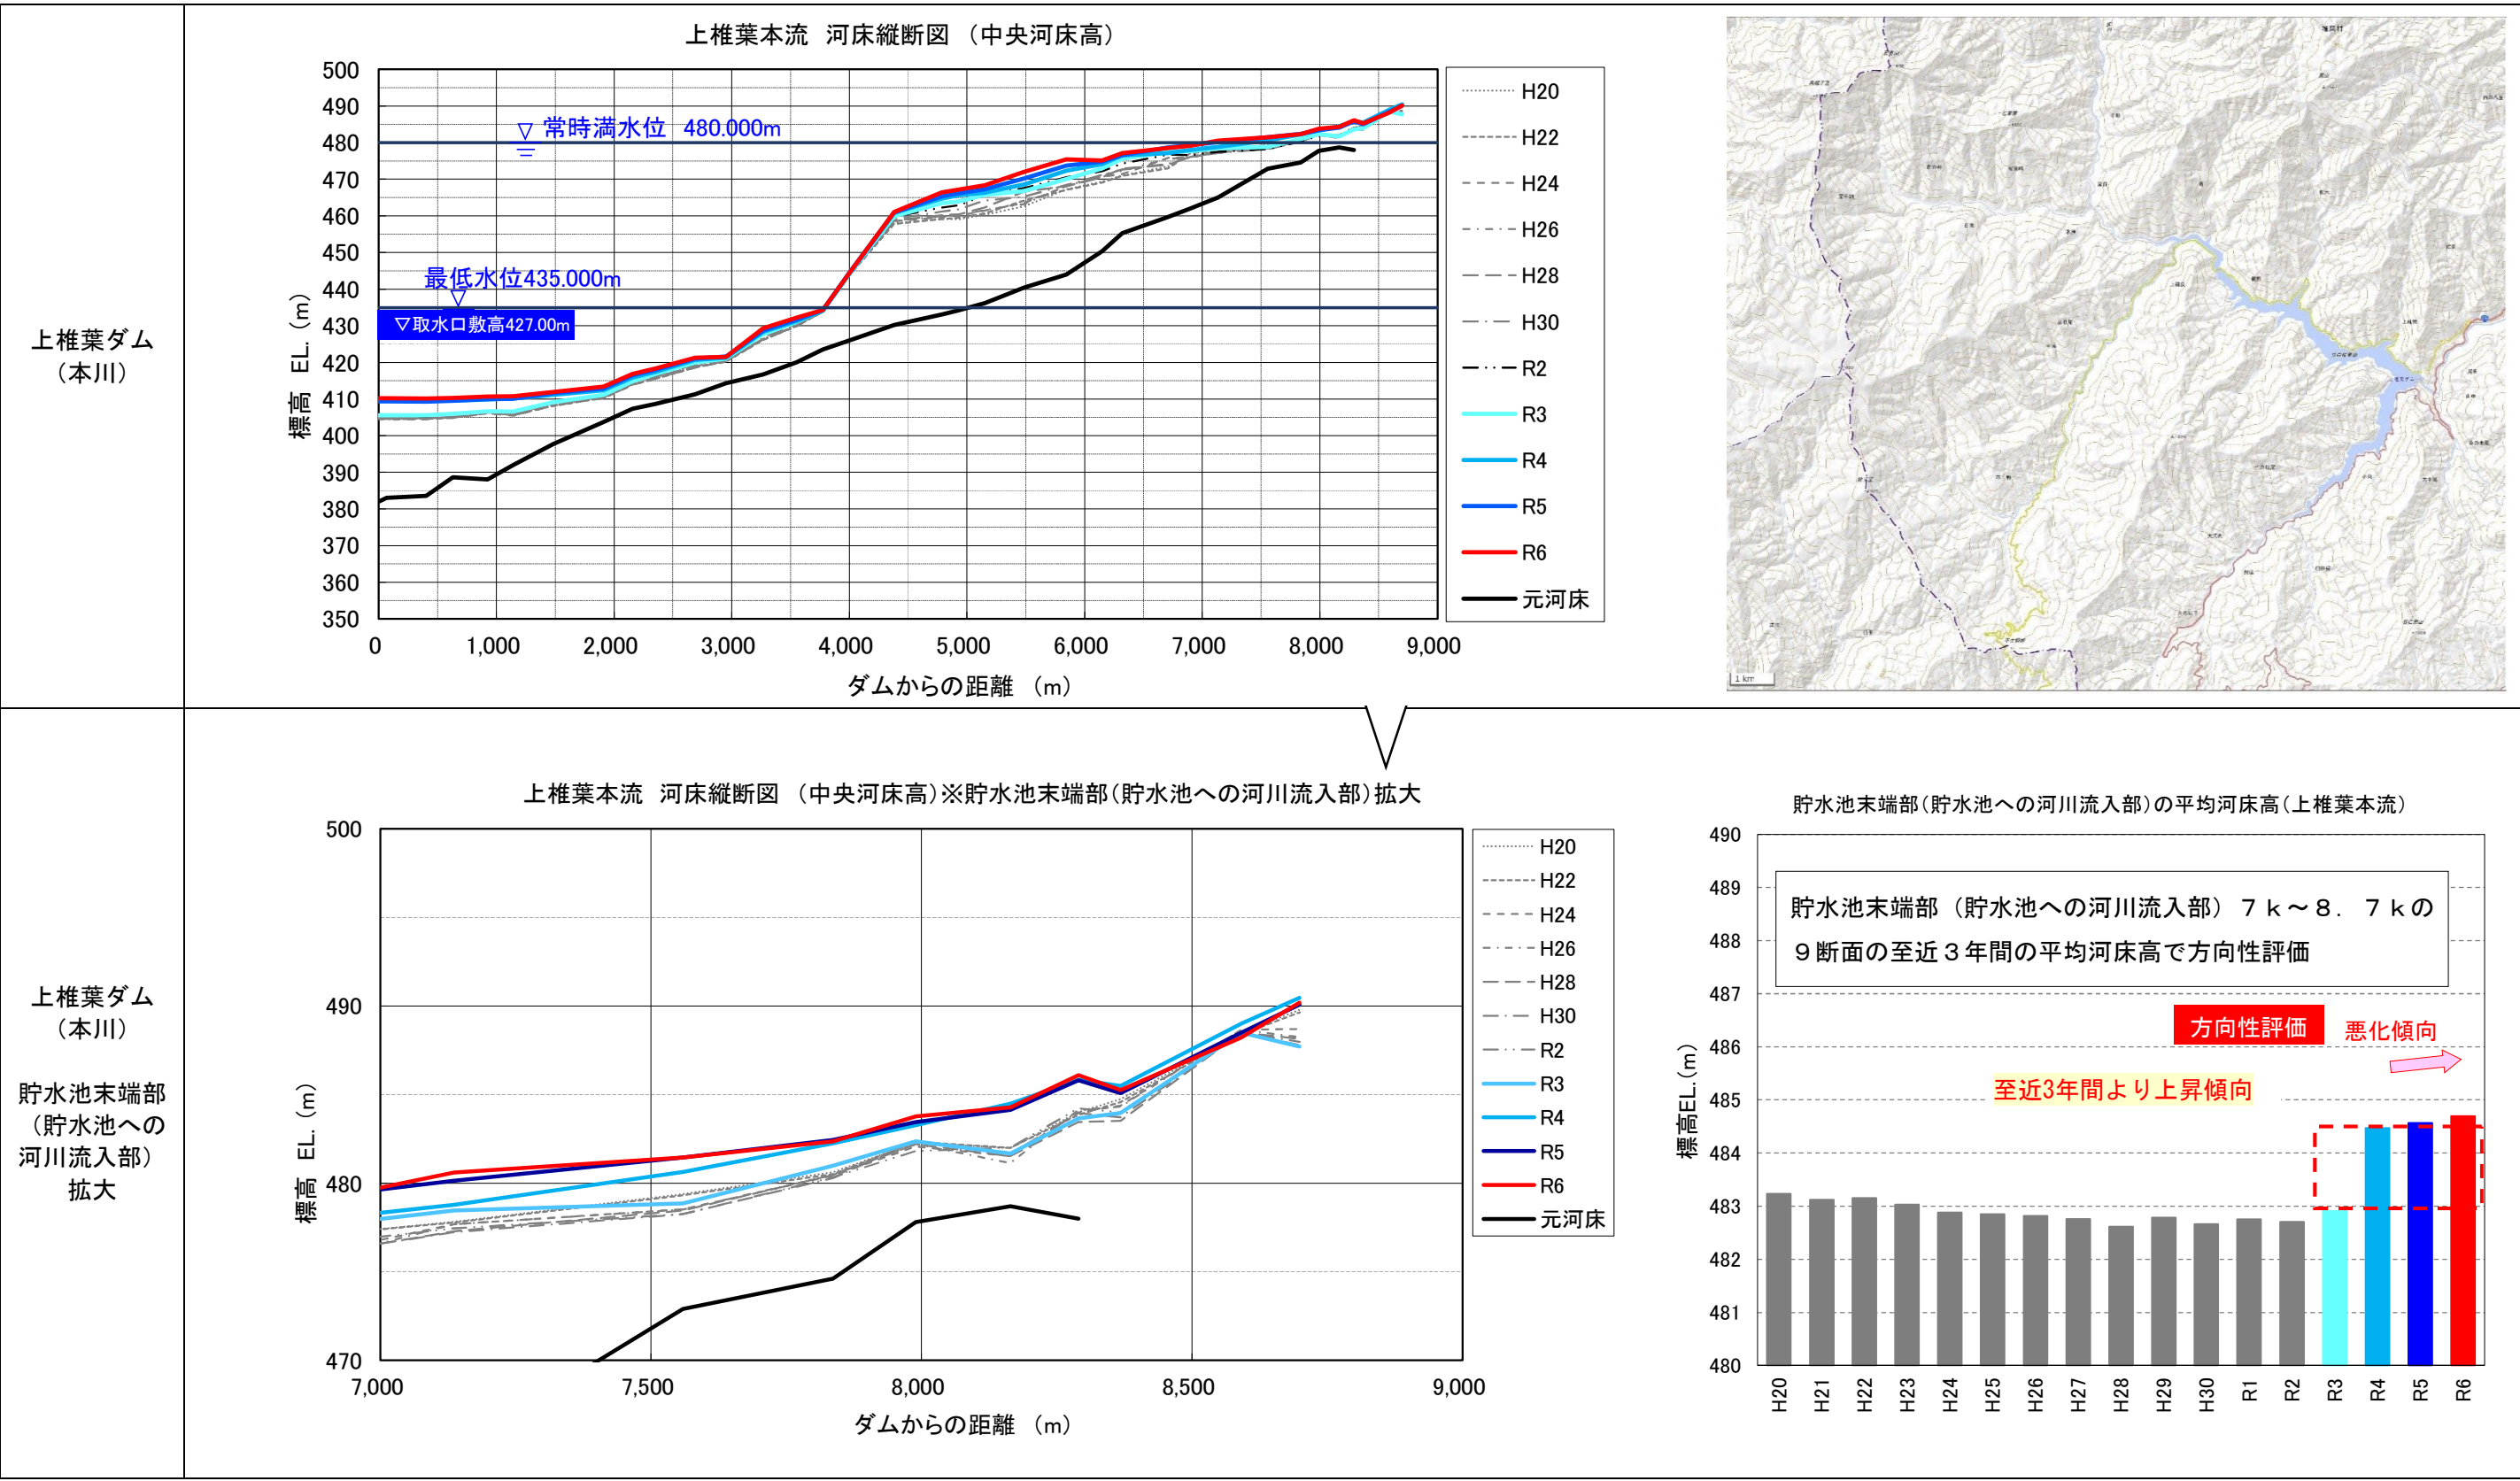 上椎葉ダム
（本川）
上椎葉本流　河床縦断図　（中央河床高）
500
490
480
470
460
450
440
430
420
410
400
390
380
370
360
350
標高　EL.（m）
▽ 常時満水位　480.000m
最低水位435.000m
▽
▽取水口敷高427.00m
0
1,000
2,000
3,000
4,000
5,000
6,000
7,000
8,000
9,000
ダムからの距離　（m）
H20
H22
H24
H26
H28
H30
R2
R3
R4
R5
R6
元河床
1 km
上椎葉ダム
（本川）
貯水池末端部
（貯水池への
河川流入部）
拡大
上椎葉本流　河床縦断図　（中央河床高）※貯水池末端部（貯水池への河川流入部）拡大
500
490
480
470
標高　EL.（m）
7,000
7,500
8,000
8,500
9,000
ダムからの距離　（m）
H20
H22
H24
H26
H28
H30
R2
R3
R4
R5
R6
元河床
貯水池末端部（貯水池への河川流入部）の平均河床高（上椎葉本流）
490
489
488
487
486
485
484
483
482
481
480
標高EL.（m）
貯水池末端部（貯水池への河川流入部）７ｋ～８．７ｋの
９断面の至近３年間の平均河床高で方向性評価
方向性評価
悪化傾向
至近3年間より上昇傾向
H20
H21
H22
H23
H24
H25
H26
H27
H28
H29
H30
R1
R2
R3
R4
R5
R6